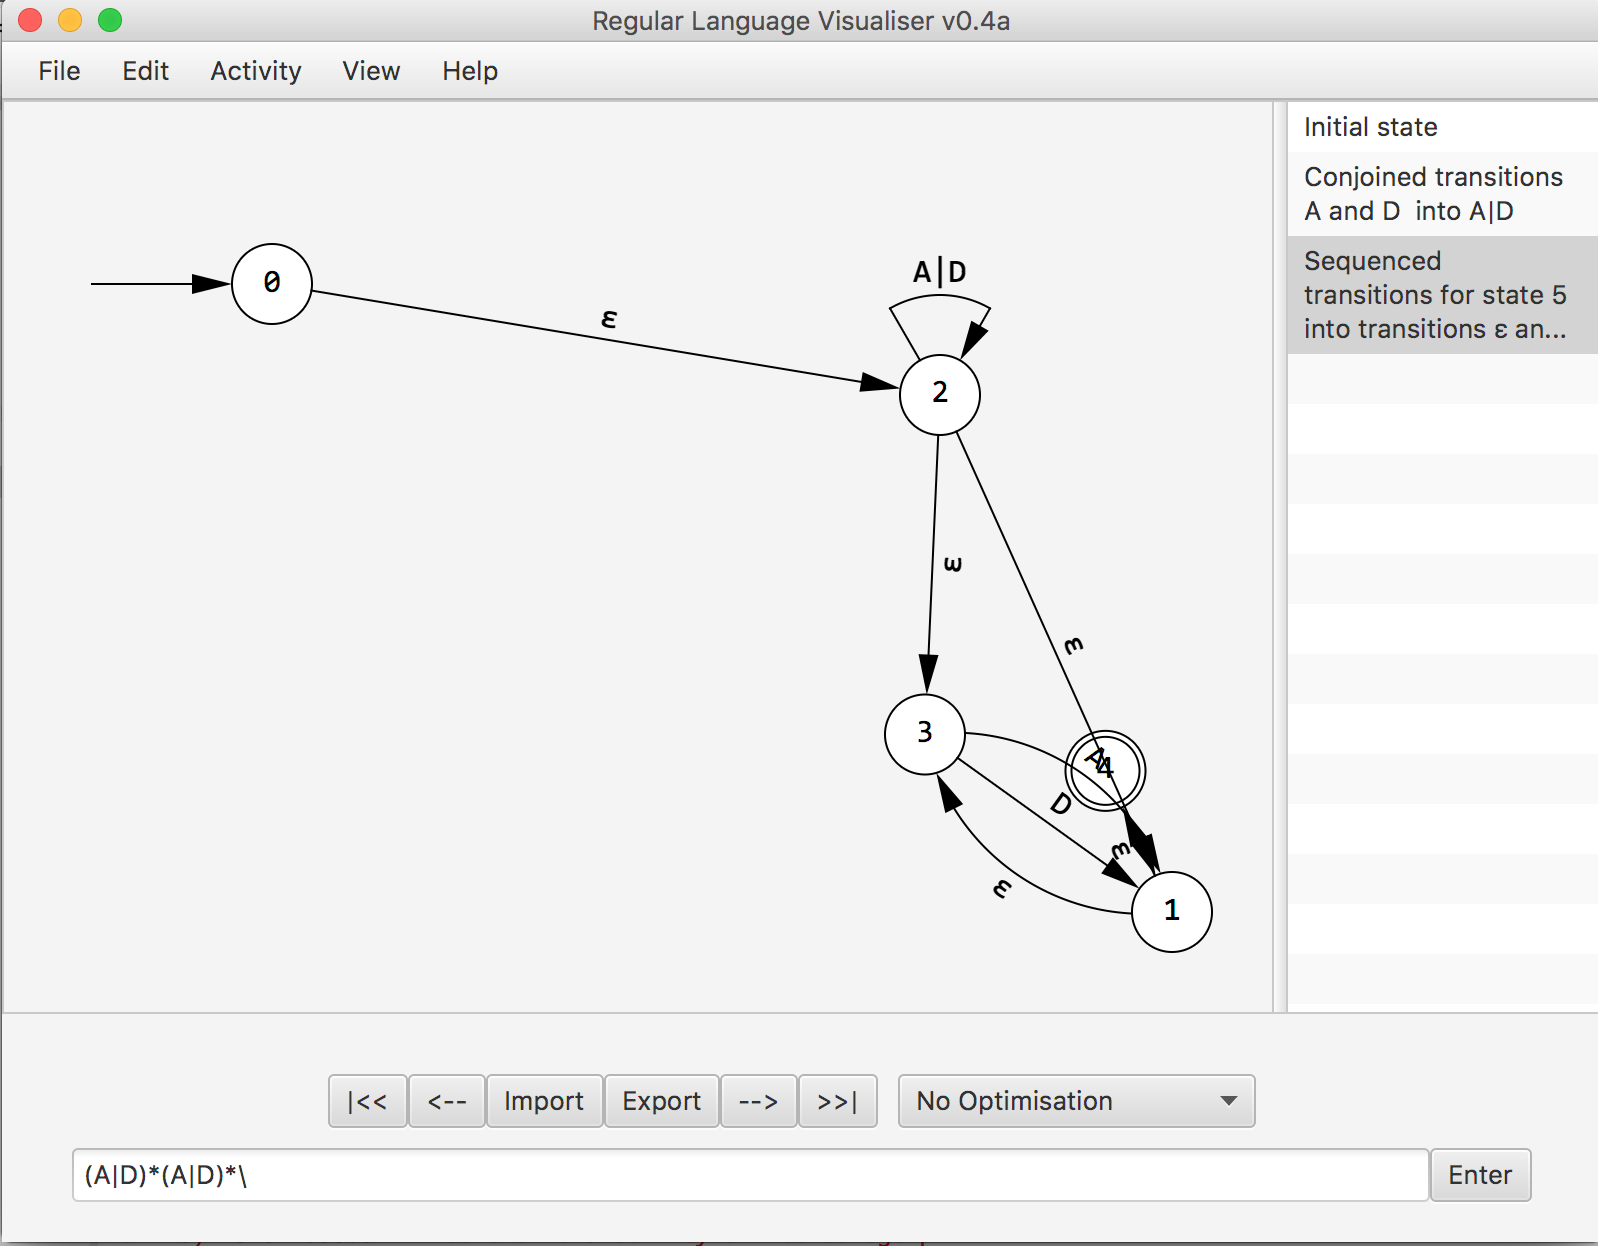 Regular Language Visualiser v0.4a
File Edit Activity View Help
Initial state
Conjoined transitions
A and D into A|D
Sequenced
transitions for state 5
into transitions ε an...
0
ε
A|D
2
ε
ε
3
A
4
D
ε
ε
1
|<< <-- Import Export --> >>| No Optimisation
(A|D)*(A|D)*\
Enter